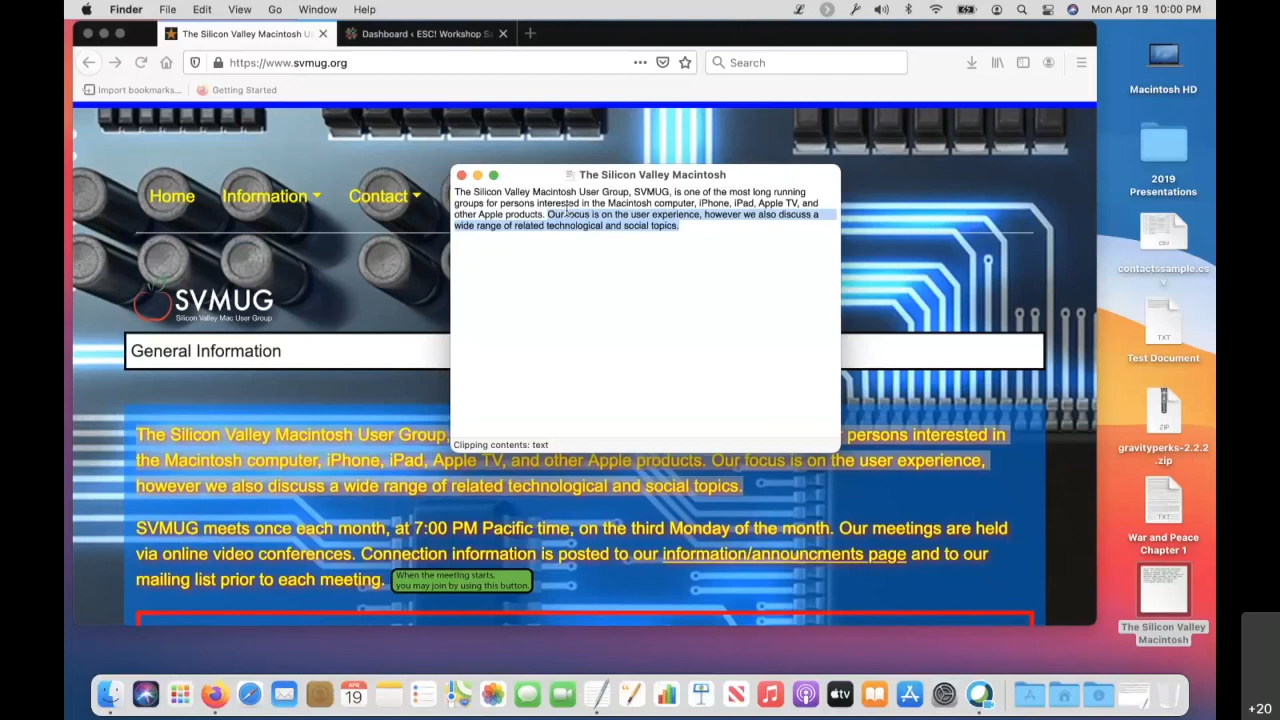 Finder File Edit View Go Window Help Mon Apr 19 10:00 PM
The Silicon Valley Macintosh Us Dashboard ‹ ESC! Workshop Sa
https://www.svmug.org Search
Import bookmarks... Getting Started
Home Information Contact
SVMUG
Silicon Valley Mac User Group
General Information
The Silicon Valley Macintosh
The Silicon Valley Macintosh User Group, SVMUG, is one of the most long running
groups for persons interested in the Macintosh computer, iPhone, iPad, Apple TV, and
other Apple products. Our focus is on the user experience, however we also discuss a
wide range of related technological and social topics.
Clipping contents: text
The Silicon Valley Macintosh User Group, persons interested in
the Macintosh computer, iPhone, iPad, Apple TV, and other Apple products. Our focus is on the user experience,
however we also discuss a wide range of related technological and social topics.
SVMUG meets once each month, at 7:00 PM Pacific time, on the third Monday of the month. Our meetings are held
via online video conferences. Connection information is posted to our information/announcments page and to our
mailing list prior to each meeting.
When the meeting starts,
you may join by using this button.
Macintosh HD
2019
Presentations
CSV
contactssample.cs
v
TXT
Test Document
ZIP
gravityperks-2.2.2
.zip
TXT
War and Peace
Chapter 1
The Silicon Valley
Macintosh
APR
19
tv
+20